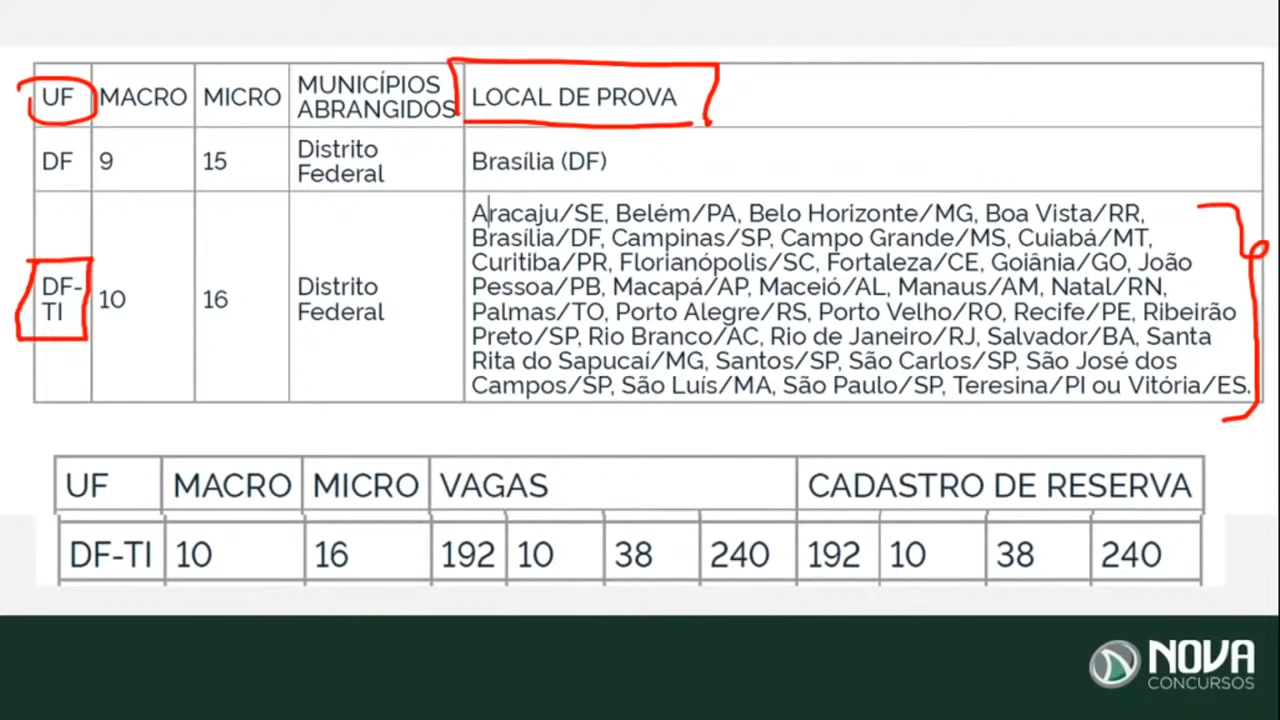 UF MACRO MICRO MUNICÍPIOS ABRANGIDOS LOCAL DE PROVA
DF 9 15 Distrito Federal Brasília (DF)
DF-TI 10 16 Distrito Federal
Aracaju/SE, Belém/PA, Belo Horizonte/MG, Boa Vista/RR,
Brasília/DF, Campinas/SP, Campo Grande/MS, Cuiabá/MT,
Curitiba/PR, Florianópolis/SC, Fortaleza/CE, Goiânia/GO, João
Pessoa/PB, Macapá/AP, Maceió/AL, Manaus/AM, Natal/RN,
Palmas/TO, Porto Alegre/RS, Porto Velho/RO, Recife/PE, Ribeirão
Preto/SP, Rio Branco/AC, Rio de Janeiro/RJ, Salvador/BA, Santa
Rita do Sapucaí/MG, Santos/SP, São Carlos/SP, São José dos
Campos/SP, São Luís/MA, São Paulo/SP, Teresina/PI ou Vitória/ES.
UF MACRO MICRO VAGAS CADASTRO DE RESERVA
DF-TI 10 16 192 10 38 240 192 10 38 240
NOVA
CONCURSOS